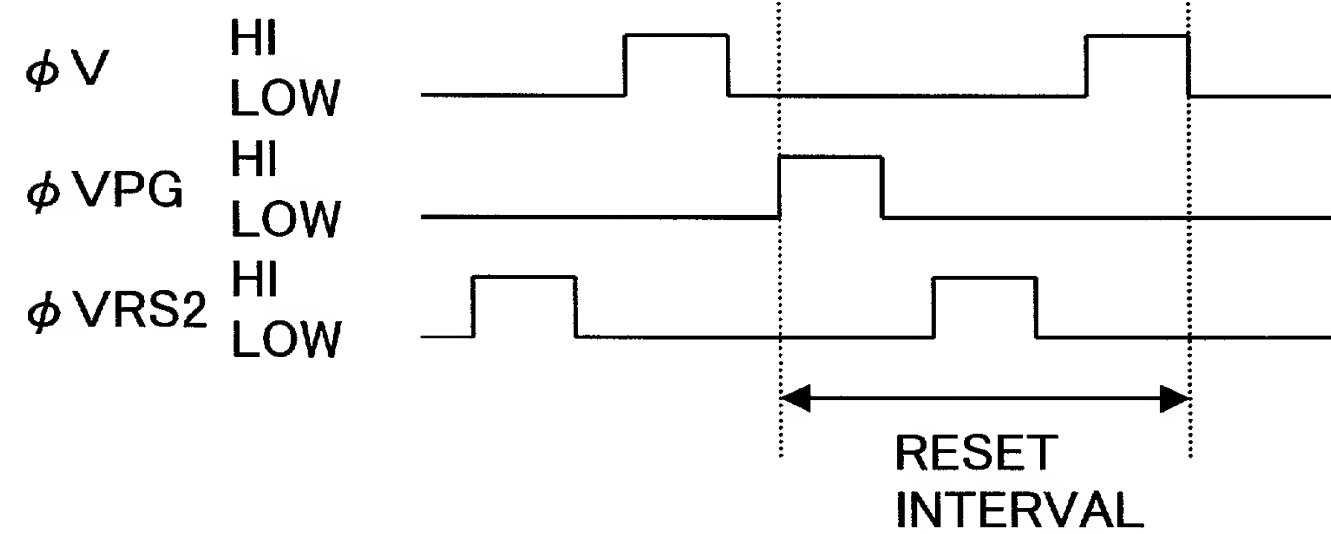 φV HI
LOW
φVPG HI
LOW
φVRS2 HI
LOW
RESET
INTERVAL